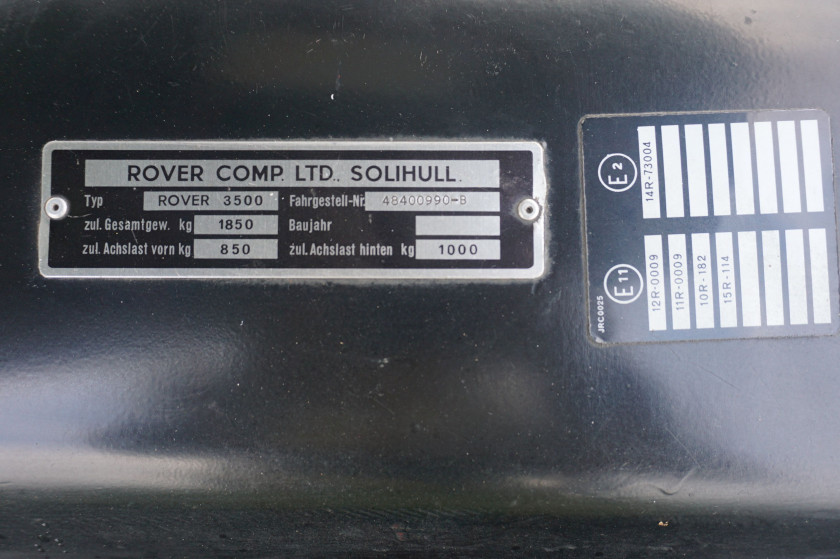 ROVER COMP. LTD.. SOLIHULL.
Typ ROVER 3500 Fahrgestell-Nr. 48400990-B
zul. Gesamtgew. kg 1850 Baujahr
zul. Achslast vorn kg 850 zul. Achslast hinten kg 1000
E2
14R-73004
E11
12R-0009
11R-0009
10R-182
15R-114
JRC0025